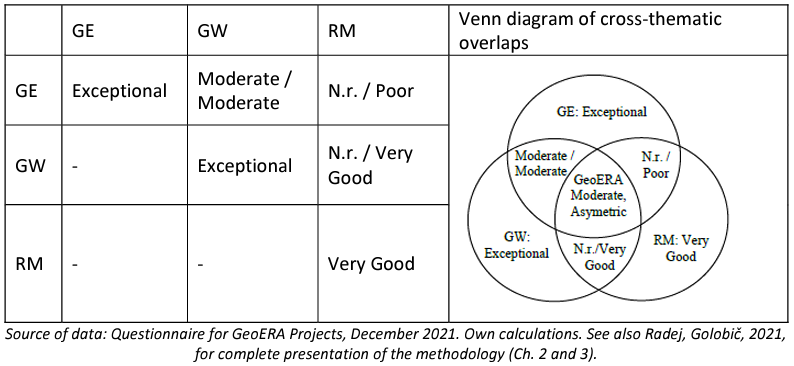 GE
GW
RM
Venn diagram of cross-thematic
overlaps
GE
Exceptional
Moderate /
Moderate
N.r. / Poor
GW
-
Exceptional
N.r. / Very
Good
RM
-
-
Very Good
GE: Exceptional
Moderate /
Moderate
N.r. /
Poor
GeoERA
Moderate,
Asymetric
GW:
Exceptional
N.r./Very
Good
RM: Very
Good
Source of data: Questionnaire for GeoERA Projects, December 2021. Own calculations. See also Radej, Golobič, 2021,
for complete presentation of the methodology (Ch. 2 and 3).